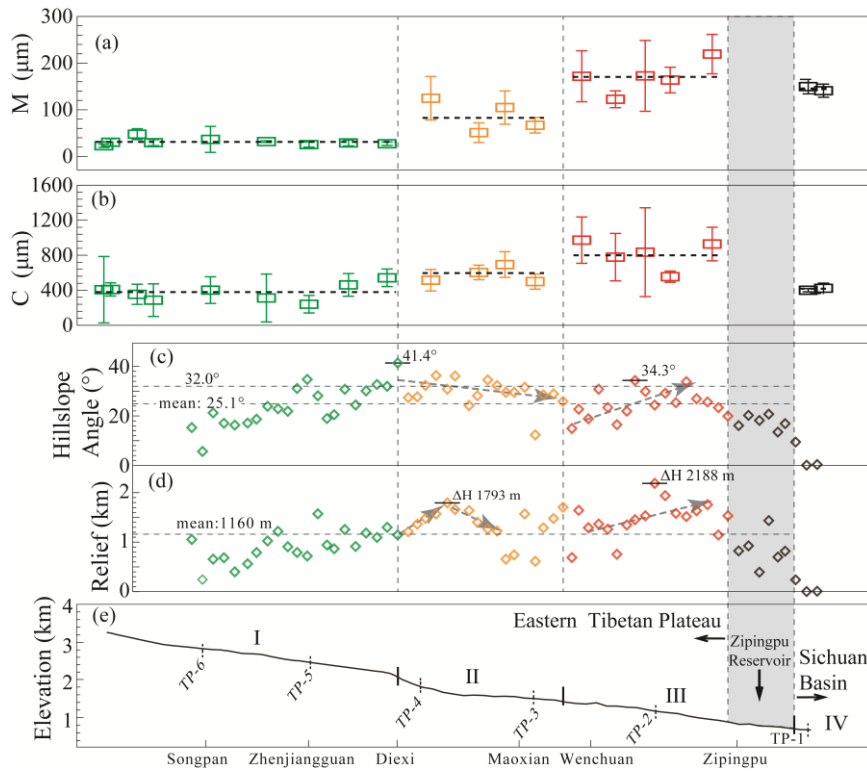 (a)
M (μm)
300
200
100
0
(b)
C (μm)
1600
1200
800
400
0
(c)
Hillslope
Angle (°)
40
20
0
32.0°
mean: 25.1°
41.4°
34.3°
(d)
Relief (km)
2
1
0
mean:1160 m
ΔH 1793 m
ΔH 2188 m
(e)
Elevation (km)
4
3
2
1
I
II
III
IV
Eastern Tibetan Plateau
Zipingpu
Reservoir
Sichuan
Basin
TP-6
TP-5
TP-4
TP-3
TP-2
TP-1
Songpan
Zhenjiangguan
Diexi
Maoxian
Wenchuan
Zipingpu